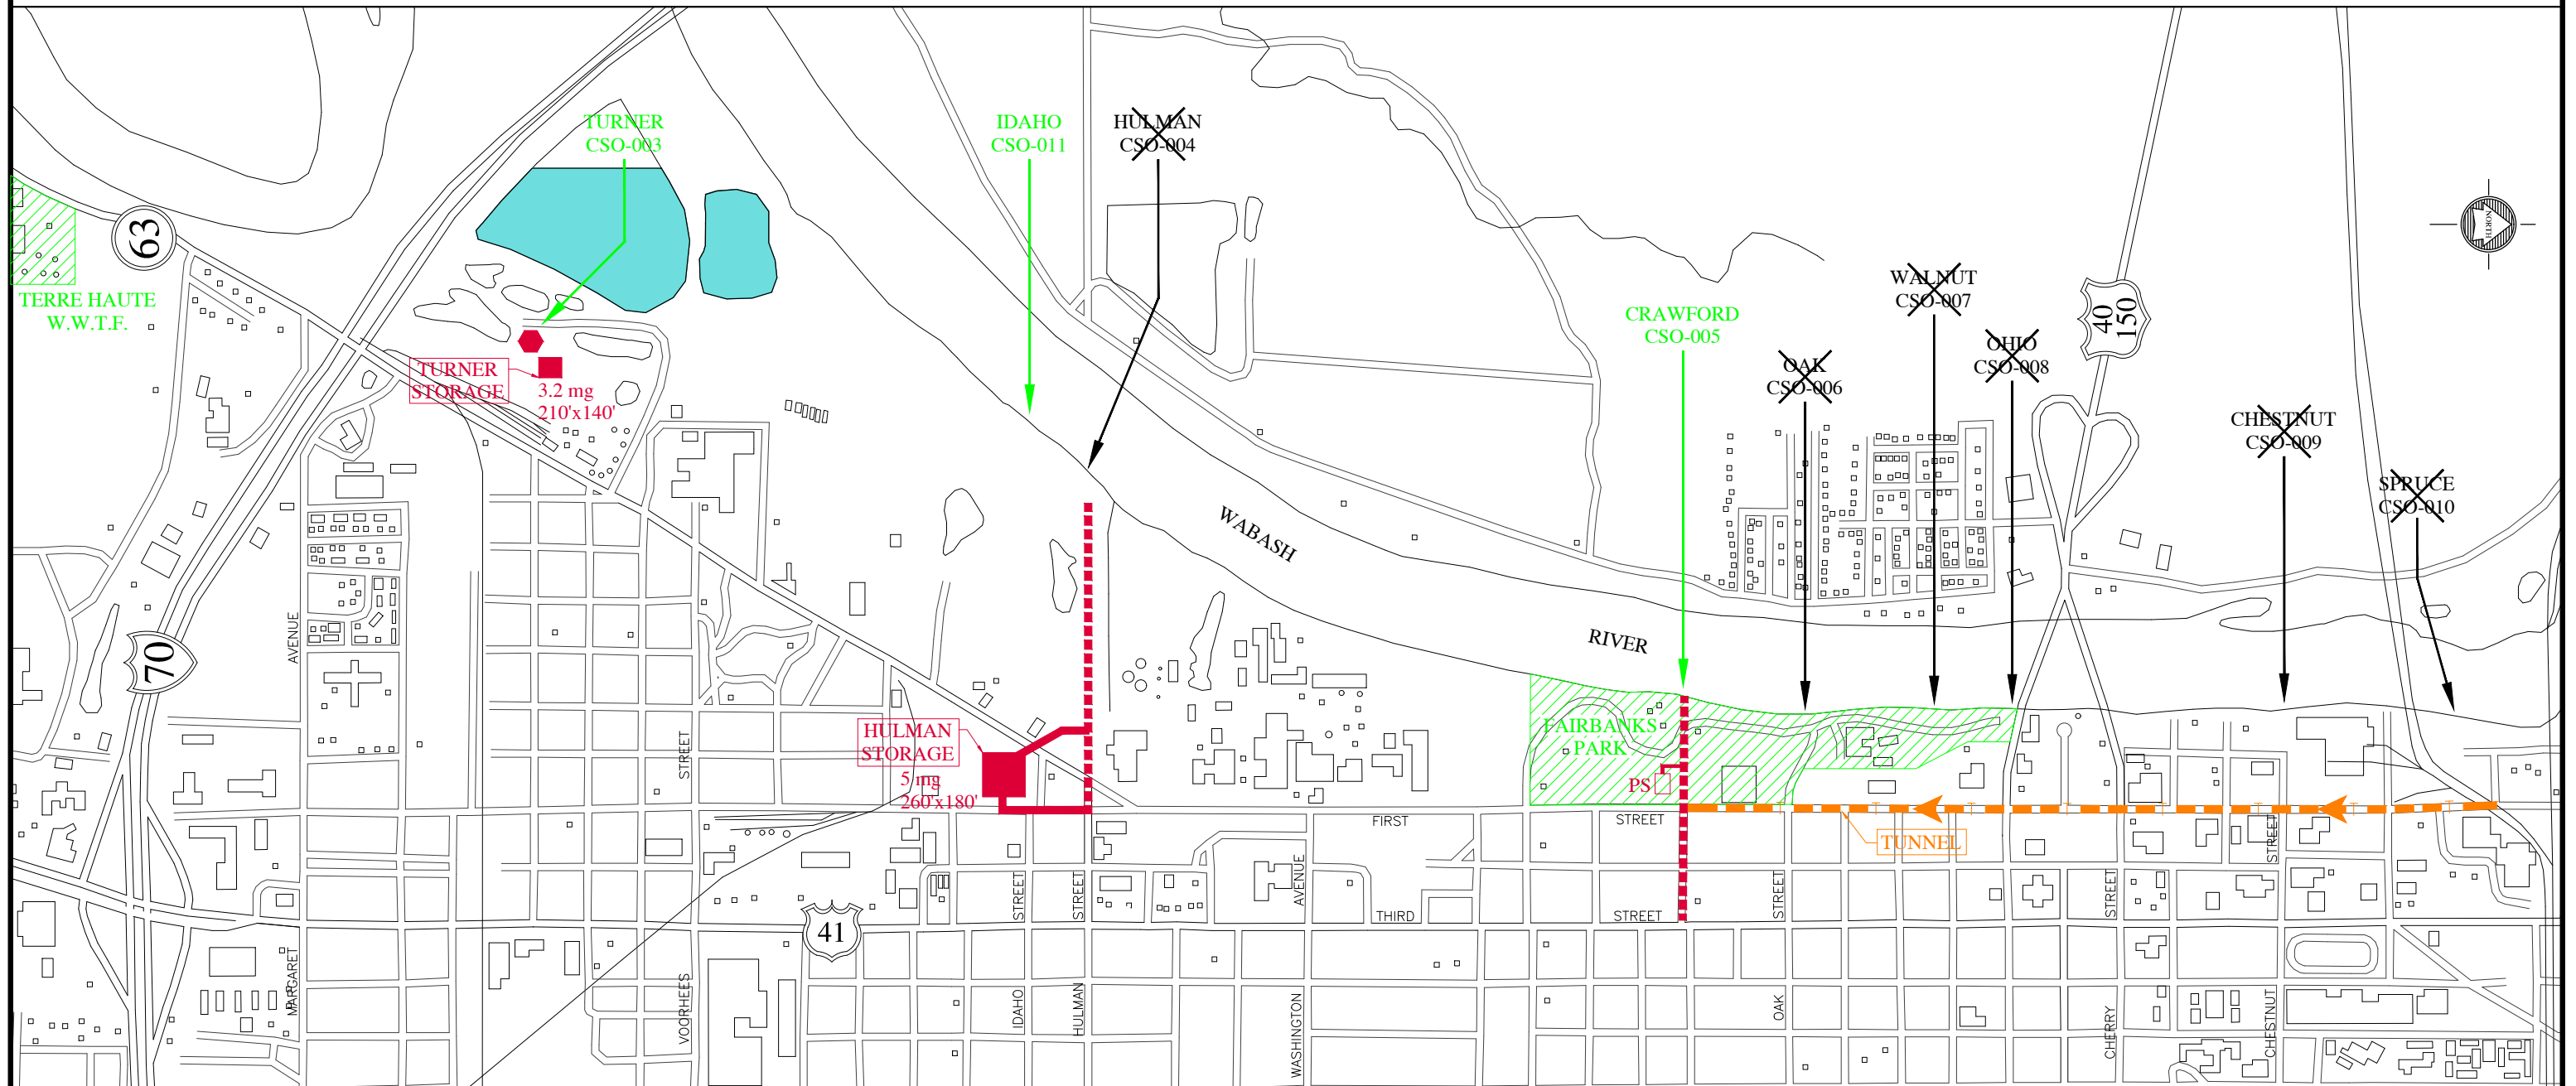 TURNER
CSO-003
IDAHO
CSO-011
HULMAN
CSO-004
63
TERRE HAUTE
W.W.T.F.
NORTH
WALNUT
CSO-007
40
150
CRAWFORD
CSO-005
OHIO
CSO-008
OAK
CSO-006
TURNER
STORAGE
3.2 mg
210'x140'
CHESTNUT
CSO-009
SPRUCE
CSO-010
WABASH
RIVER
70
AVENUE
STREET
HULMAN
STORAGE
5 mg
260'x180'
FAIRBANKS
PARK
PS
FIRST
STREET
TUNNEL
STREET
STREET
STREET
AVENUE
THIRD
STREET
STREET
STREET
41
MARGARET
VOORHEES
IDAHO
HULMAN
WASHINGTON
OAK
CHERRY
CHESTNUT